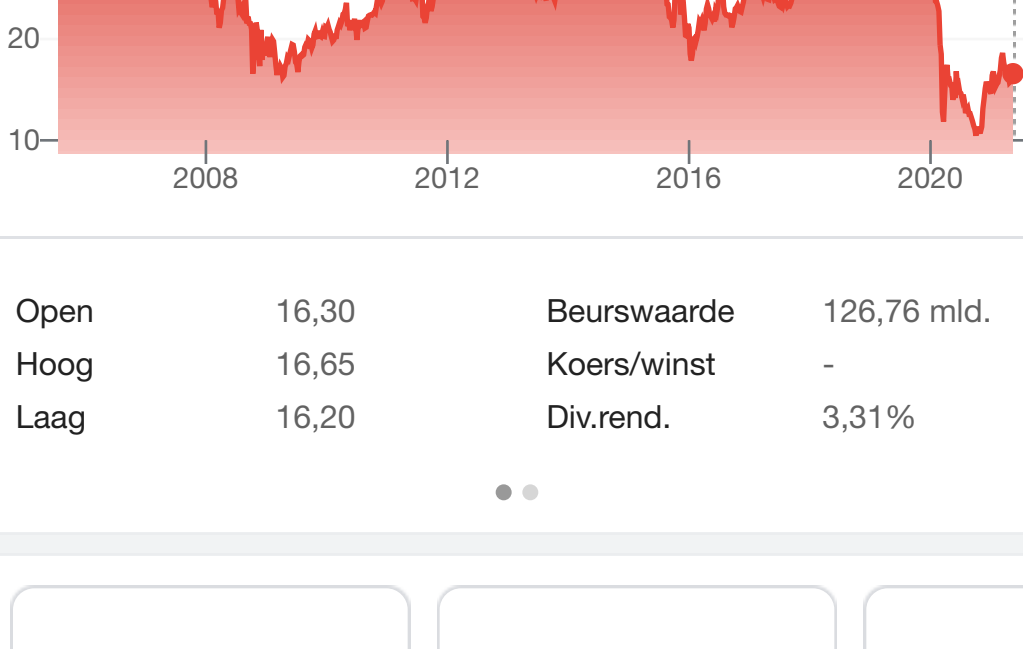 20
10
2008 2012 2016 2020
Open 16,30 Beurswaarde 126,76 mld.
Hoog 16,65 Koers/winst -
Laag 16,20 Div.rend. 3,31%